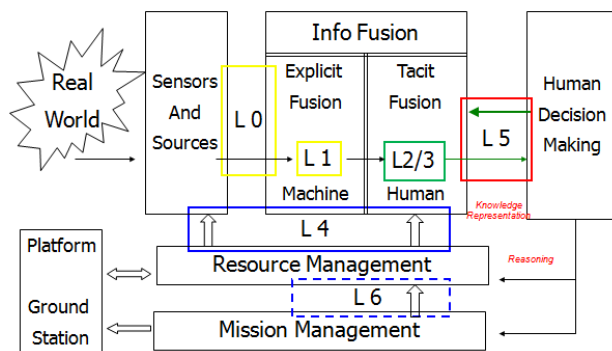 Info Fusion
Real
World
Sensors
And
Sources
L 0
Explicit
Fusion
L 1
Machine
Tacit
Fusion
L2/3
Human
L 5
Human
Decision
Making
Knowledge
Representation
L 4
Platform
Ground
Station
Resource Management
Reasoning
L 6
Mission Management